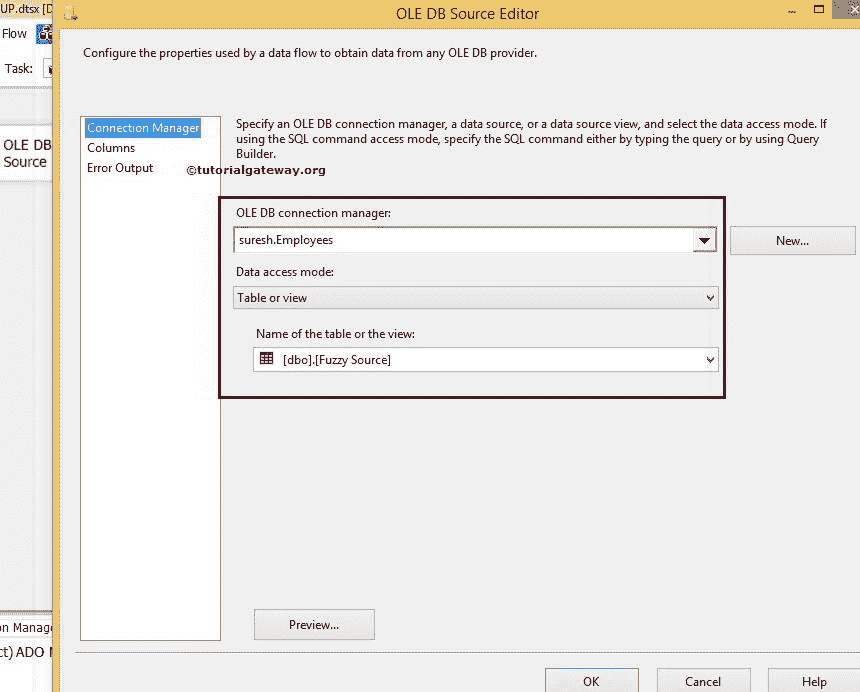 UP.dtsx [D
OLE DB Source Editor
Flow
Configure the properties used by a data flow to obtain data from any OLE DB provider.
Task:
Connection Manager
Columns
Error Output
Specify an OLE DB connection manager, a data source, or a data source view, and select the data access mode. If
using the SQL command access mode, specify the SQL command either by typing the query or by using Query
Builder.
OLE DB
Source
©tutorialgateway.org
OLE DB connection manager:
suresh.Employees
New...
Data access mode:
Table or view
Name of the table or the view:
[dbo].[Fuzzy Source]
Preview...
on Manage
ct) ADO N
OK
Cancel
Help